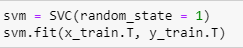 svm = SVC(random_state = 1)
svm.fit(x_train.T, y_train.T)